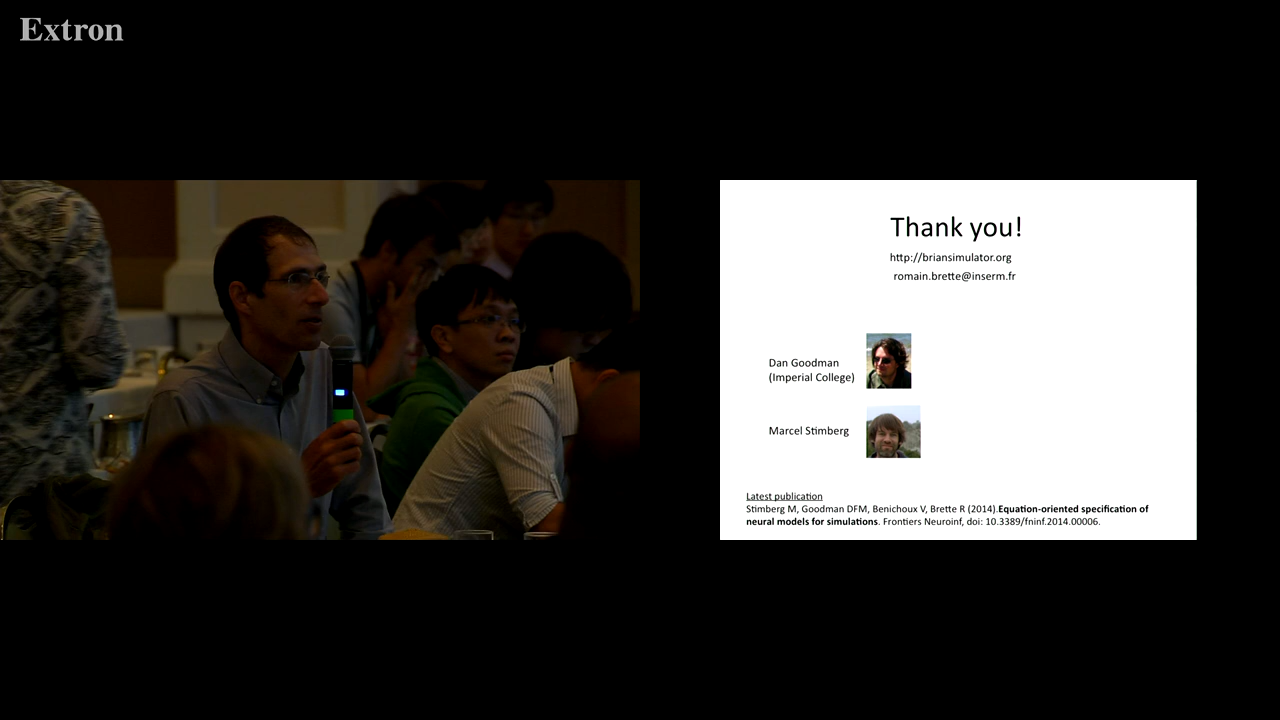 Extron
Thank you!
http://briansimulator.org
romain.brette@inserm.fr
Dan Goodman
(Imperial College)
Marcel Stimberg
Latest publication
Stimberg M, Goodman DFM, Benichoux V, Brette R (2014).Equation-oriented specification of
neural models for simulations. Frontiers Neuroinf, doi: 10.3389/fninf.2014.00006.